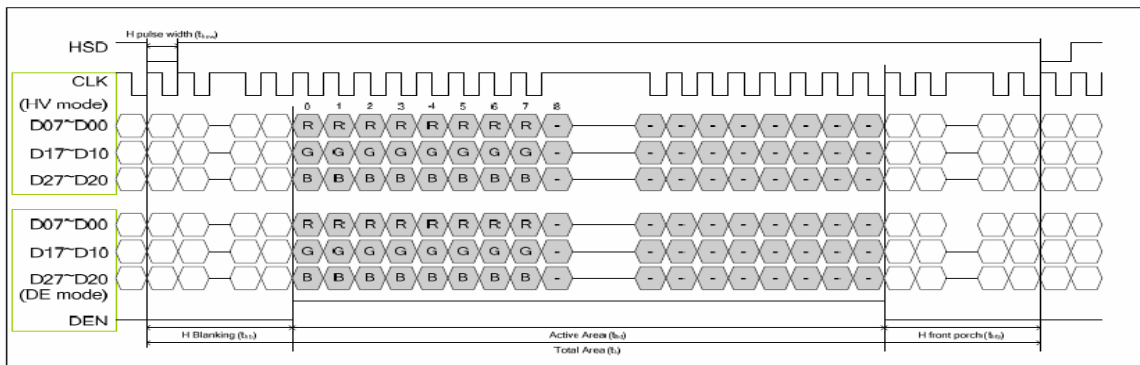 H pulse width (thpw)
HSD
CLK
(HV mode)
0 1 2 3 4 5 6 7 8
D07~D00 R R R R R R R R - - - - - - - - -
D17~D10 G G G G G G G G - - - - - - - - -
D27~D20 B B B B B B B B - - - - - - - - -
D07~D00 R R R R R R R R - - - - - - - - -
D17~D10 G G G G G G G G - - - - - - - - -
D27~D20 B B B B B B B B - - - - - - - - -
(DE mode)
DEN
H Blanking
Active Area
H front porch
Total Area